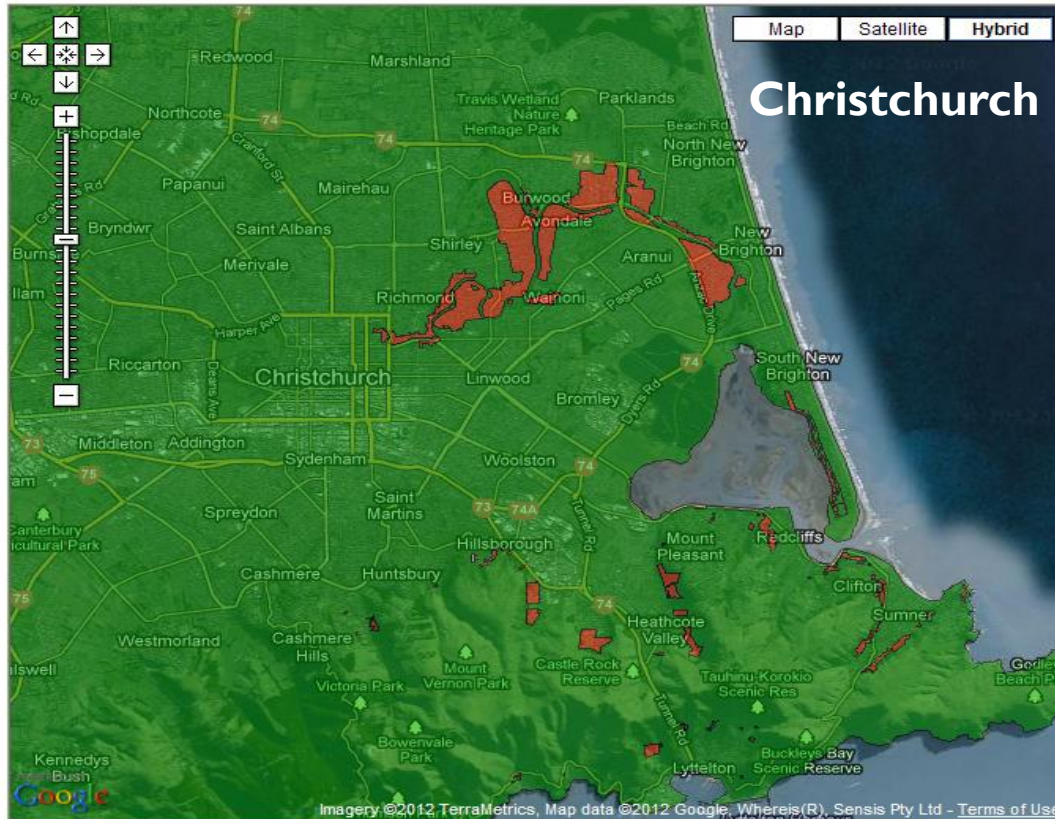 Map Satellite Hybrid
Christchurch
74
Redwood
Marshland
Travis Wetland
Nature
Heritage Park
Parklands
Northcote
74
Beach Rd
Bishopdale
74
74
North New
Brighton
Cranford St
Papanui
Mairehau
Burwood
Bryndwr
Saint Albans
Shirley
Avondale
New
Brighton
Aranui
Merivale
Pages Rd
Richmond
Wainoni
Harper Ave
Riccarton
Deans Ave
Christchurch
Linwood
74
South New
Brighton
Bromley
Dyers Rd
73
Middleton
Addington
75
Sydenham
Woolston
74
73
74A
Spreydon
Saint
Martins
Tunnel Rd
Canterbury
Hillsborough
Mount
Pleasant
Redcliffs
Cashmere
Huntsbury
Clifton
75
74
Sumner
Westmorland
Cashmere
Hills
Heathcote
Valley
Mount
Vernon Park
Castle Rock
Reserve
Tauhinu-Korokio
Scenic Res
Victoria Park
Tunnel Rd
Bowenvale
Park
Buckleys Bay
Scenic Reserve
Kennedys
Bush
Lyttelton
Google
Imagery ©2012 TerraMetrics, Map data ©2012 Google, Whereis(R), Sensis Pty Ltd - Terms of Use